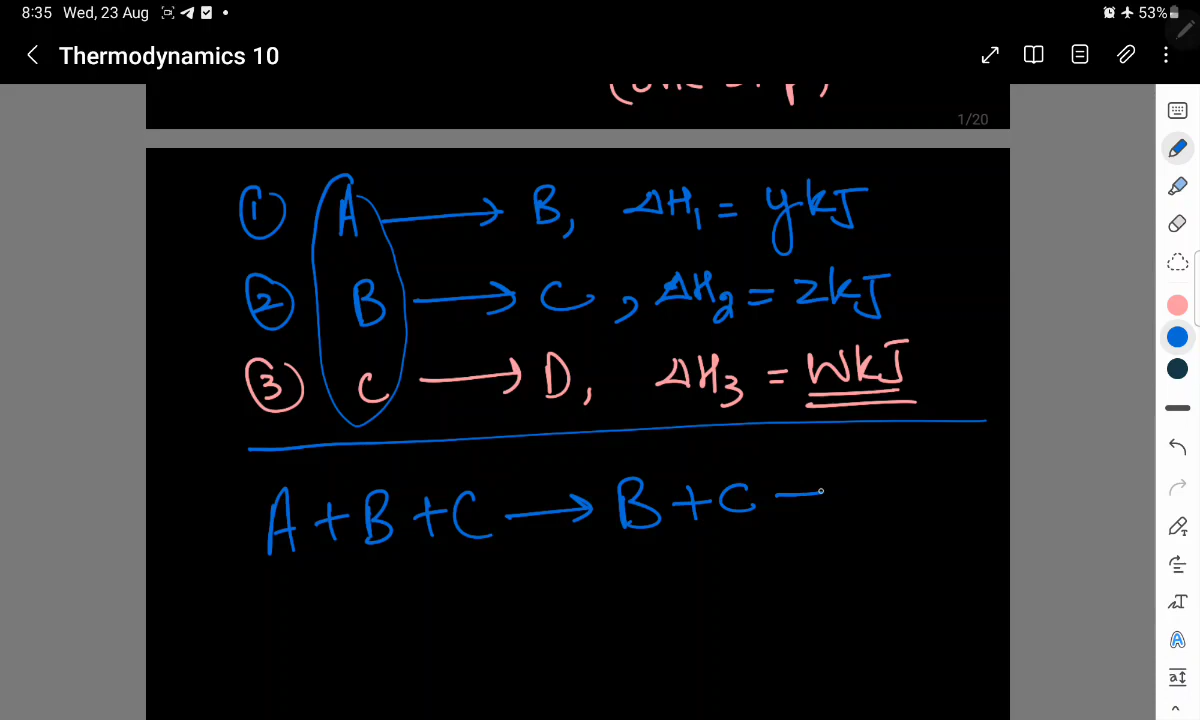 8:35 Wed, 23 Aug 53%
Thermodynamics 10
1/20
① A → B, ΔH₁ = y kJ
② B → C, ΔH₂ = z kJ
③ C → D, ΔH₃ = W kJ
A + B + C → B + C –